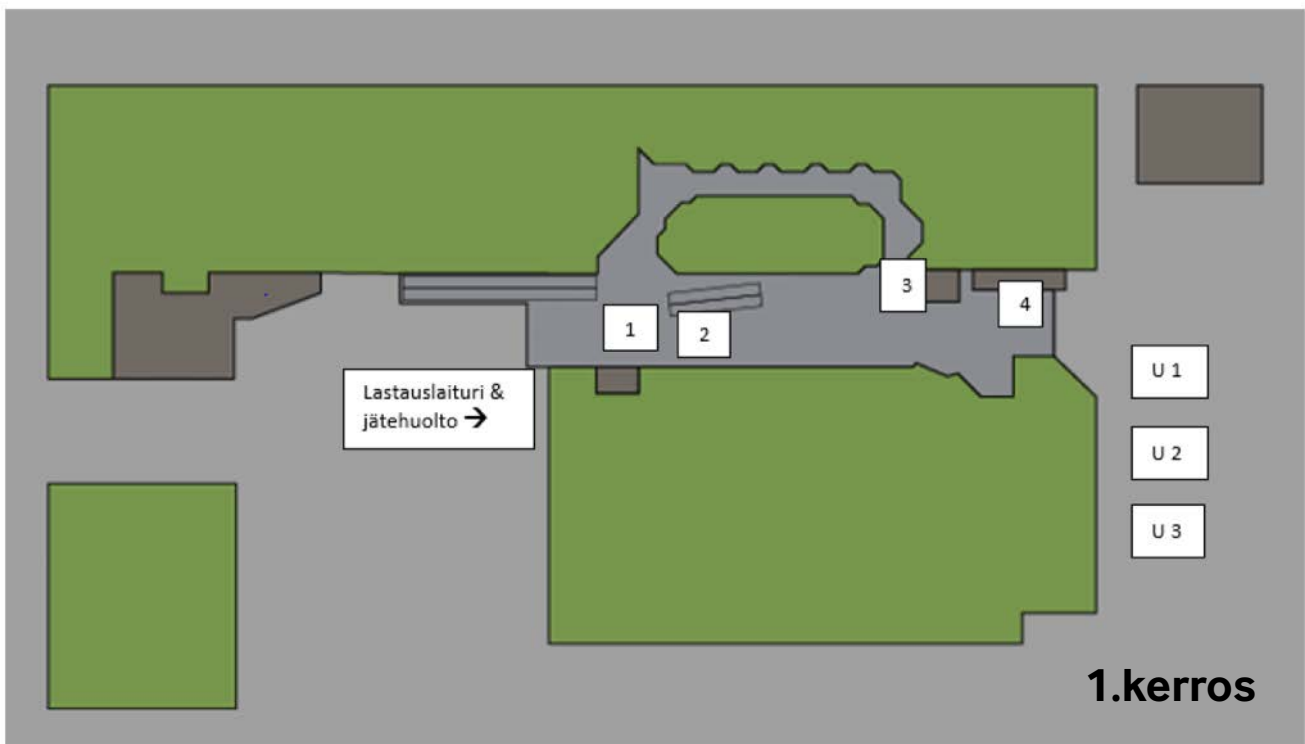 3
4
1
2
U 1
Lastauslaituri &
jätehuolto →
U 2
U 3
1.kerros